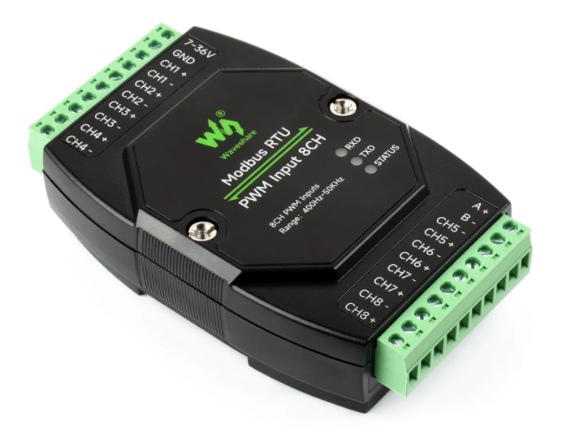 7-36V
GND
CH1 +
CH1 -
CH2 +
CH2 -
CH3 +
CH3 -
CH4 +
CH4 -
®
Waveshare
Modbus RTU
PWM Input 8CH
8CH PWM Inputs
Range: 400Hz~50KHz
RXD
TXD
STATUS
A +
B -
CH5 -
CH5 +
CH6 -
CH6 +
CH7 -
CH7 +
CH8 -
CH8 +